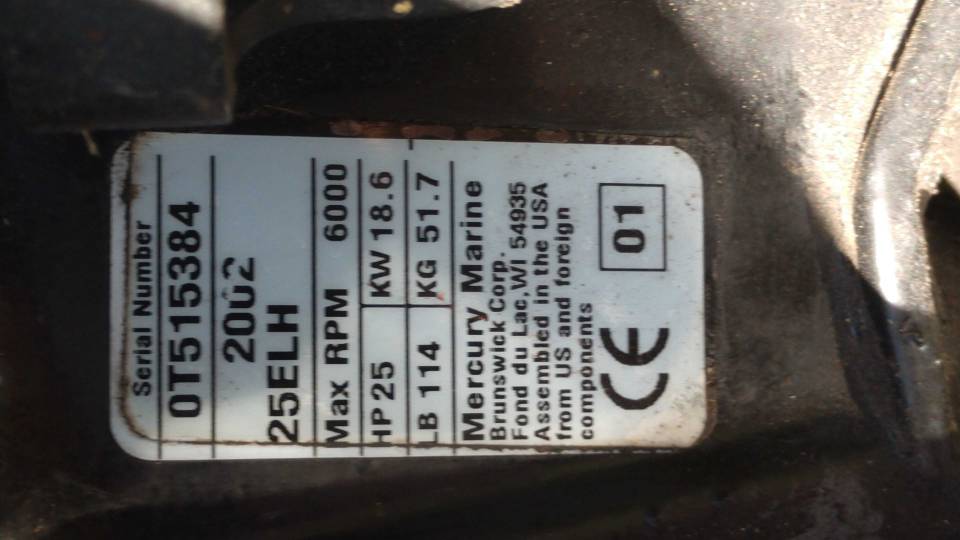 Serial Number
0T515384
2002
25ELH
Max RPM 6000
HP 25 KW 18.6
LB 114 KG 51.7
Mercury Marine
Brunswick Corp.
Fond du Lac, WI 54935
Assembled in the USA
from US and foreign
components
CE 01